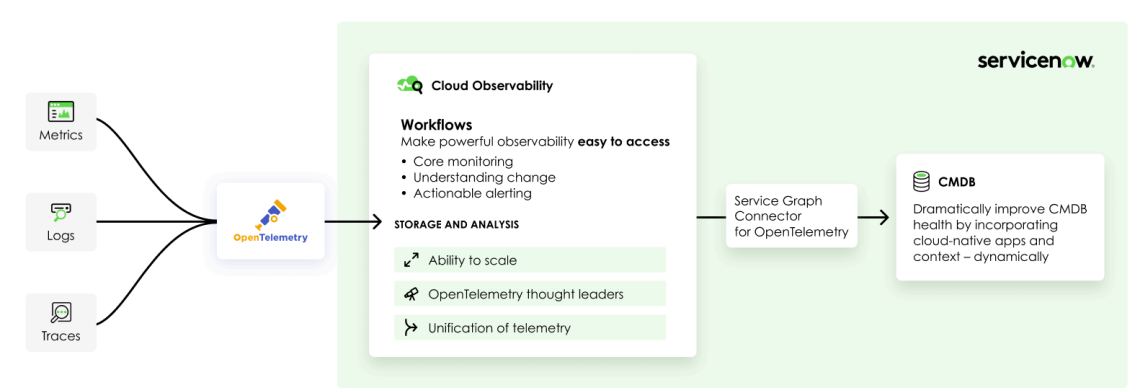 servicenow.
Cloud Observability
Metrics
Workflows
Make powerful observability easy to access
• Core monitoring
• Understanding change
• Actionable alerting
STORAGE AND ANALYSIS
Ability to scale
OpenTelemetry thought leaders
Unification of telemetry
Logs
OpenTelemetry
Traces
Service Graph
Connector
for OpenTelemetry
CMDB
Dramatically improve CMDB
health by incorporating
cloud-native apps and
context – dynamically